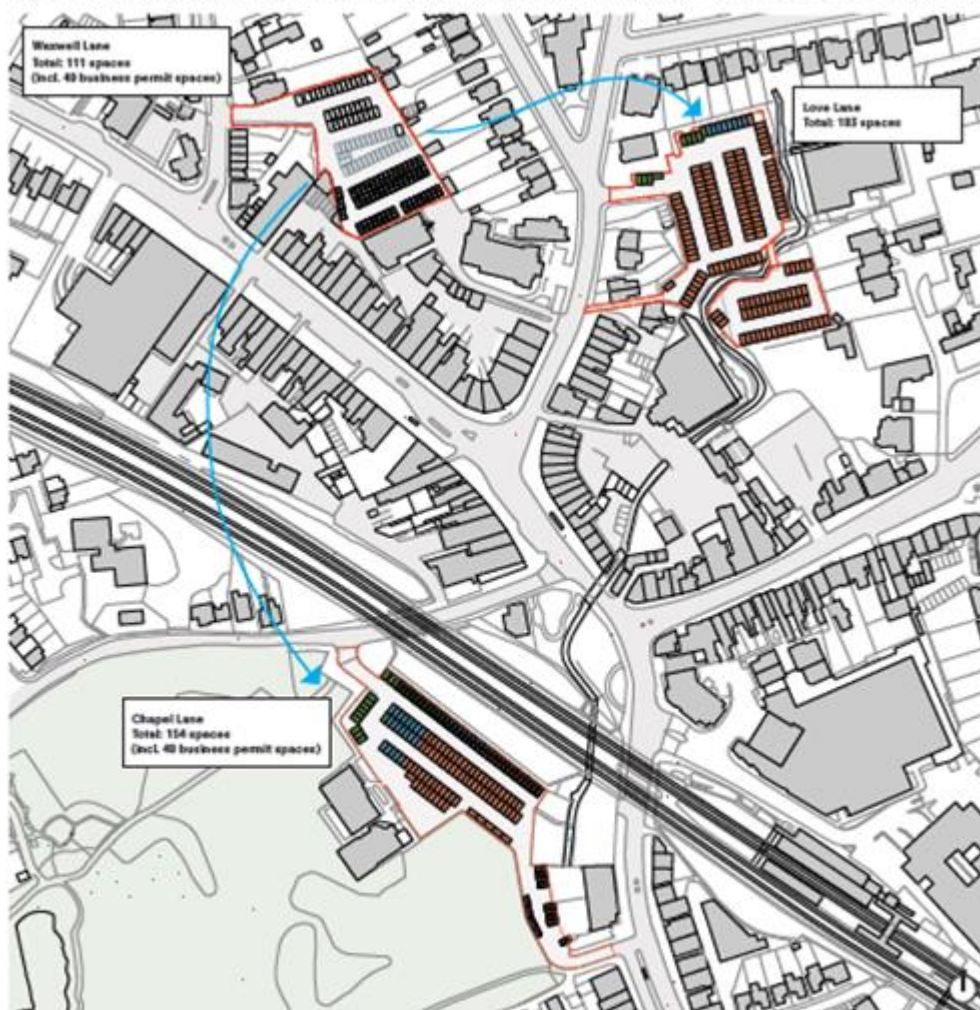 Waxwell Lane
Total: 111 spaces
(incl. 40 business permit spaces)
Love Lane
Total: 183 spaces
Chapel Lane
Total: 154 spaces
(incl. 40 business permit spaces)